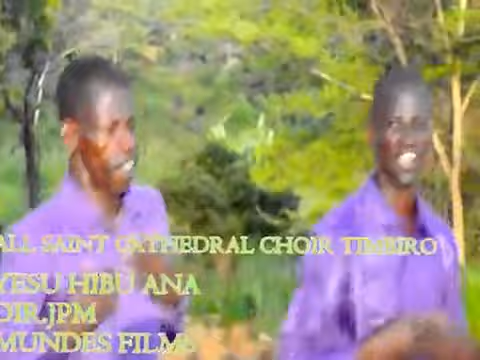 ALL SAINT CATHEDRAL CHOIR TIMBIRO
YESU HIBU ANA
DIR.JPM
MUNDES FILMS